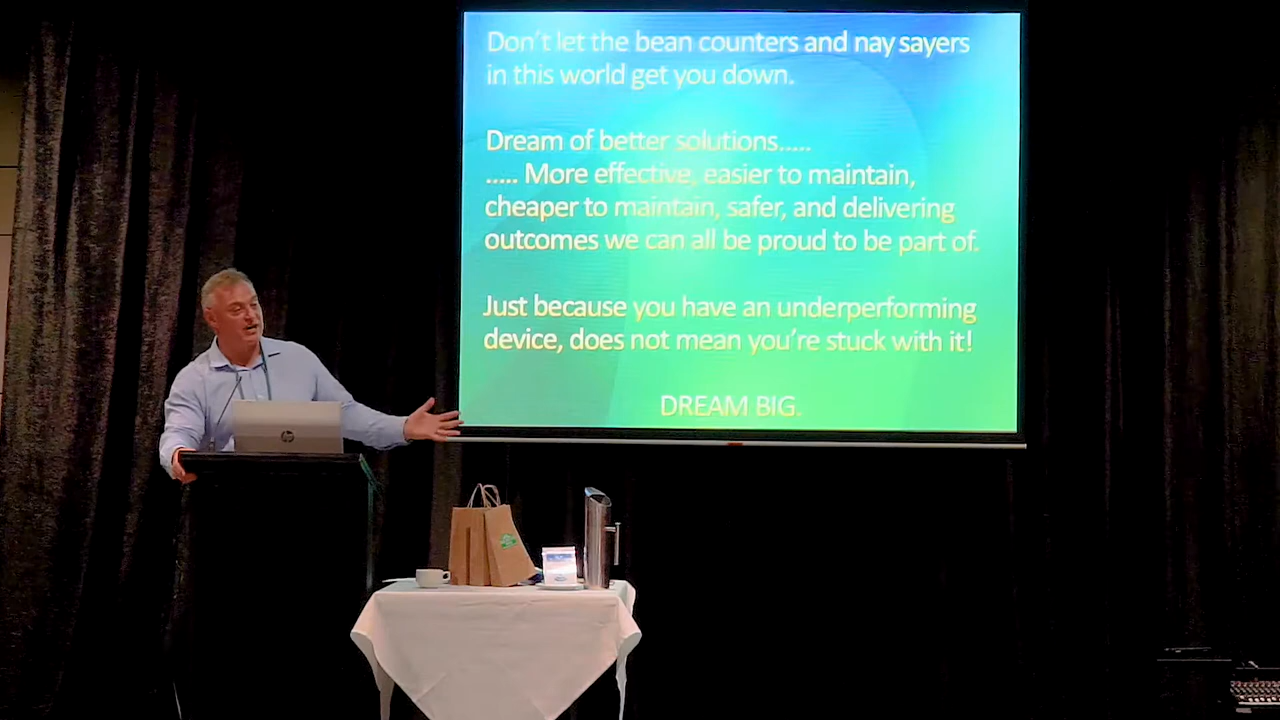 Don't let the bean counters and nay sayers
in this world get you down.
Dream of better solutions.....
..... More effective, easier to maintain,
cheaper to maintain, safer, and delivering
outcomes we can all be proud to be part of.
Just because you have an underperforming
device, does not mean you're stuck with it!
DREAM BIG.
hp